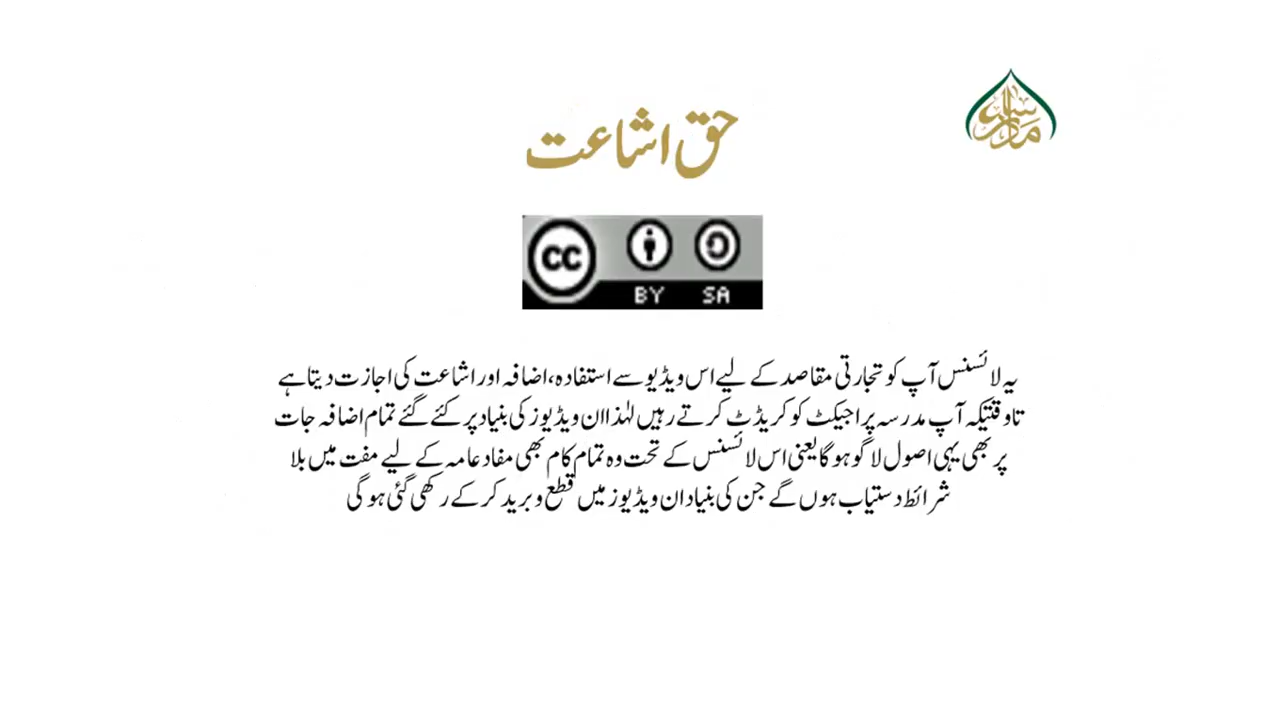 حق اشاعت
مدرسہ
CC BY SA
یہ لائسنس آپ کو تجارتی مقاصد کے لیے اس ویڈیو سے استفادہ، اضافہ اور اشاعت کی اجازت دیتا ہے
تاوقتیکہ آپ مدرسہ پراجیکٹ کو کریڈٹ کرتے رہیں لہٰذا ان ویڈیوز کی بنیاد پر کئے گئے تمام اضافہ جات
پر بھی یہی اصول لاگو ہوگا یعنی اس لائسنس کے تحت وہ تمام کام بھی مفاد عامہ کے لیے مفت میں بلا
شرائط دستیاب ہوں گے جن کی بنیاد ان ویڈیوز میں قطع و برید کر کے رکھی گئی ہوگی